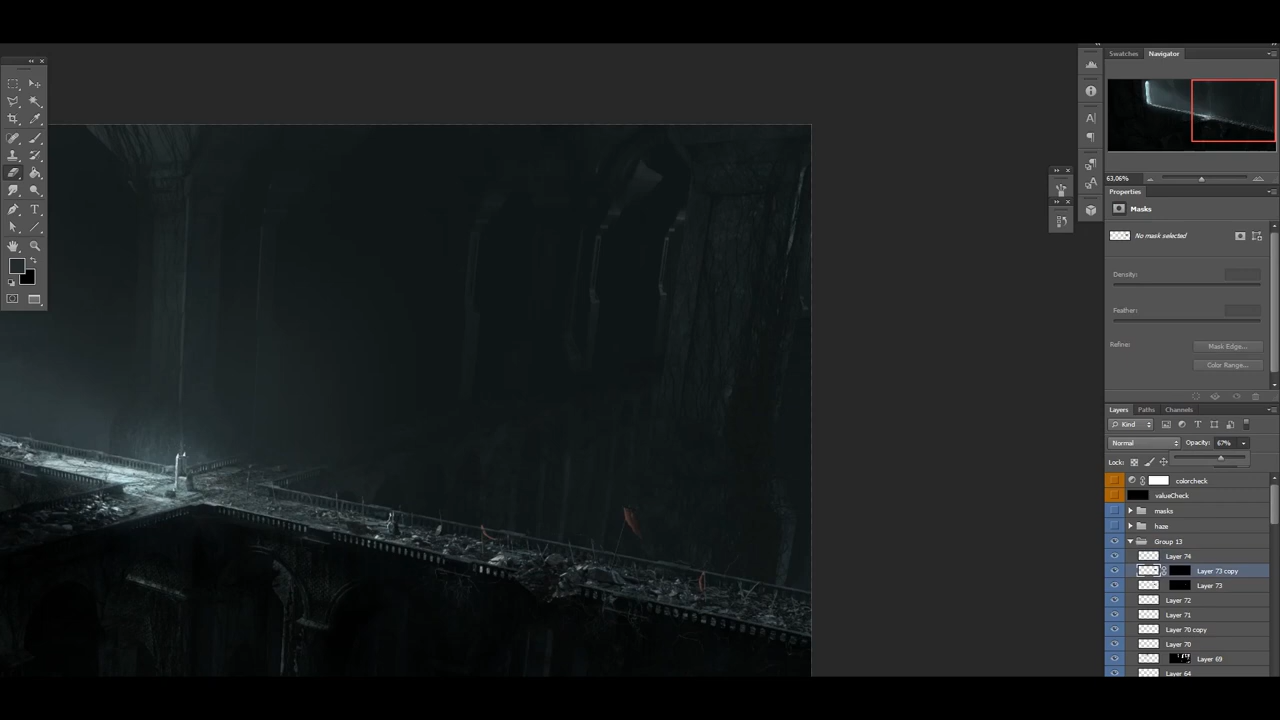 Swatches Navigator
63,06%
Properties
Masks
No mask selected
Density:
Feather:
Refine: Mask Edge...
Color Range...
Layers Paths Channels
Kind
Normal Opacity: 67%
Lock:
colorcheck
valueCheck
masks
haze
Group 13
Layer 74
Layer 73 copy
Layer 73
Layer 72
Layer 71
Layer 70 copy
Layer 70
Layer 69
Layer 64